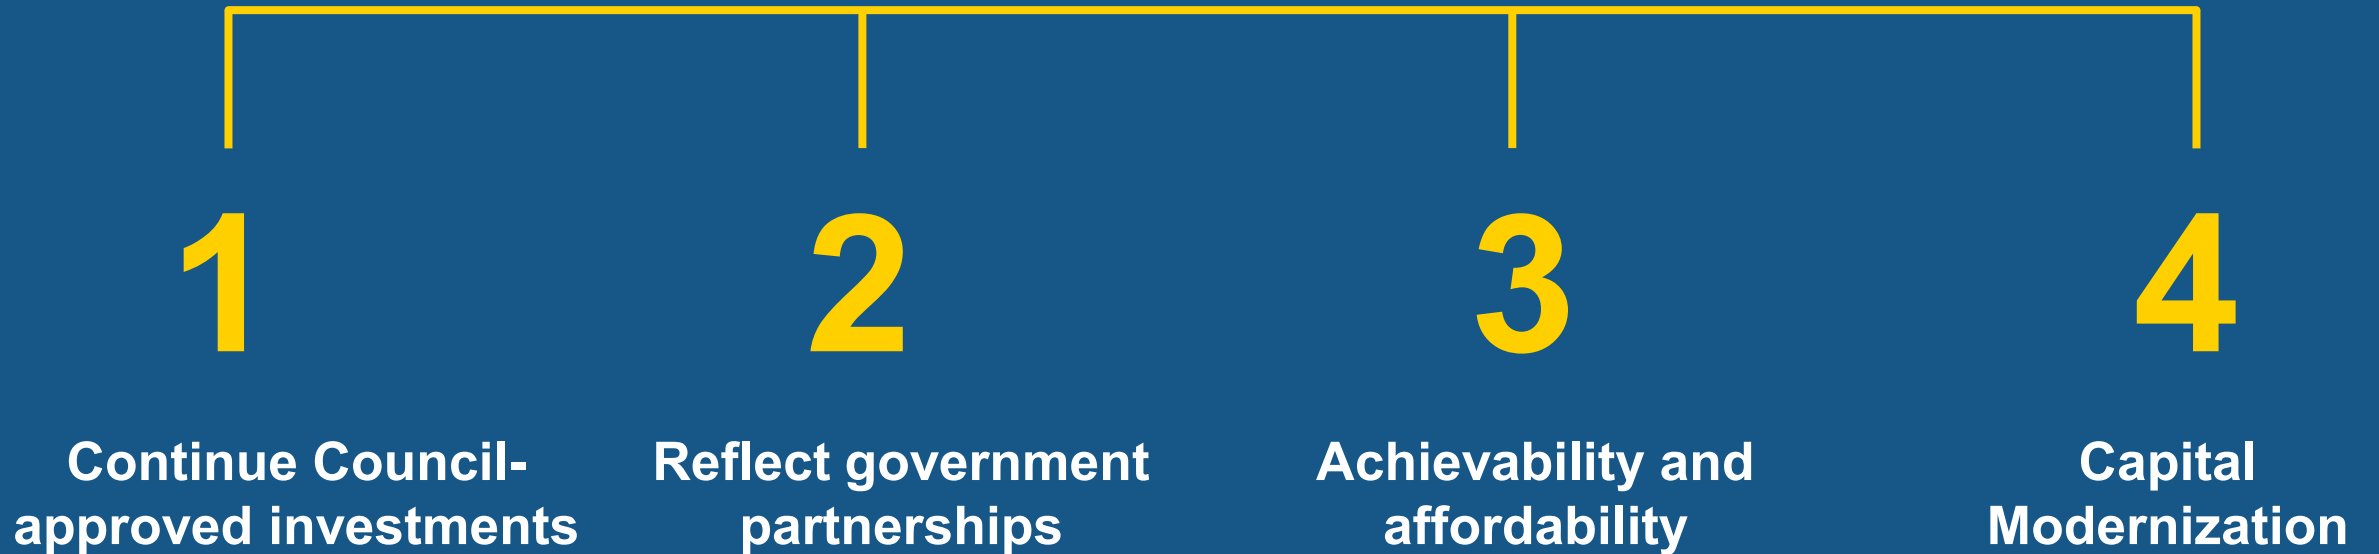 1
Continue Council-
approved investments
2
Reflect government
partnerships
3
Achievability and
affordability
4
Capital
Modernization